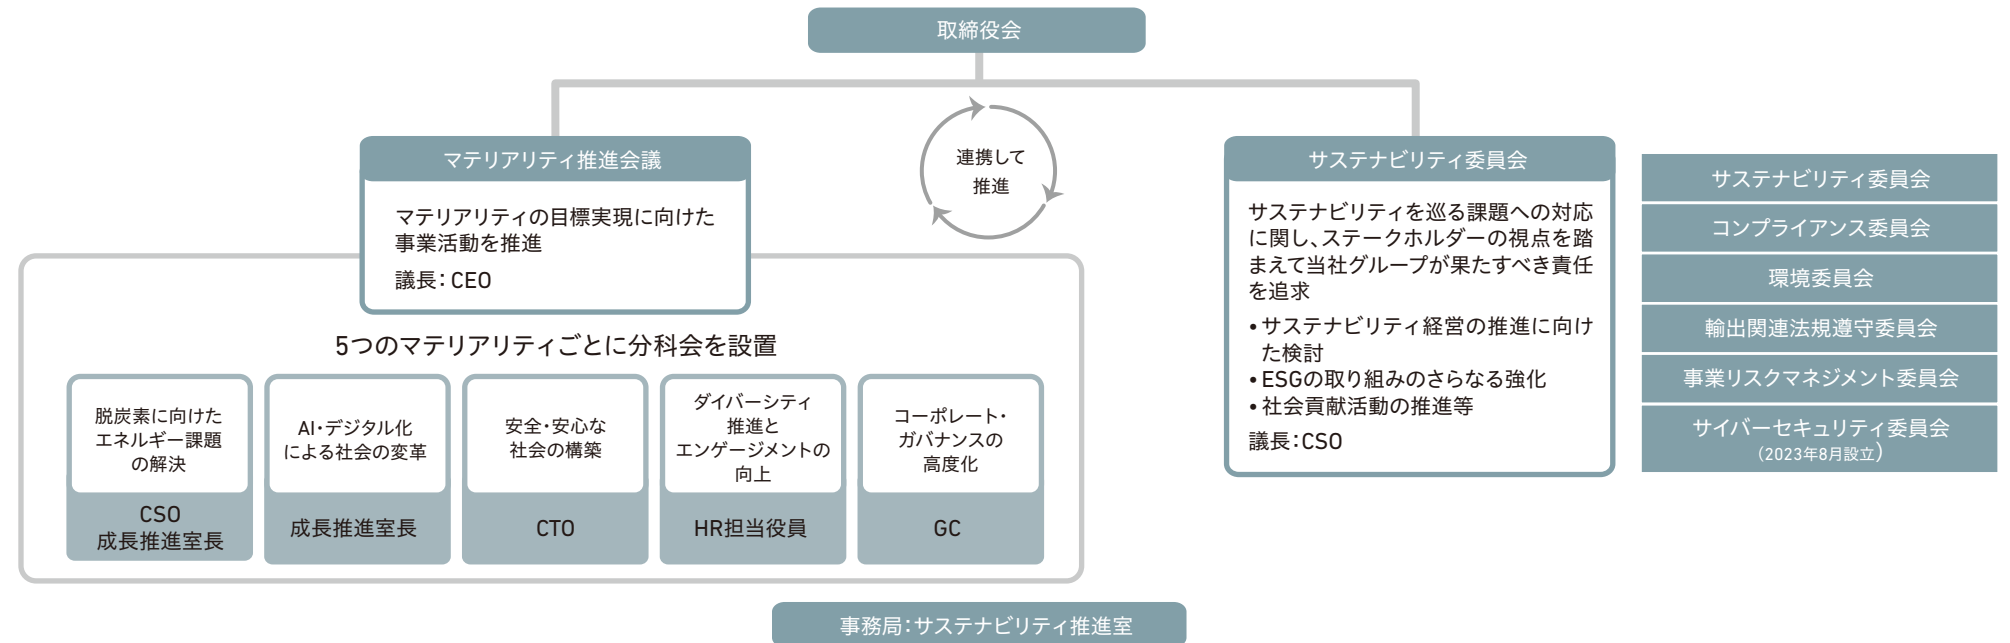 取締役会
連携して
推進
マテリアリティ推進会議
マテリアリティの目標実現に向けた
事業活動を推進
議長：CEO
5つのマテリアリティごとに分科会を設置
脱炭素に向けた
エネルギー課題
の解決
CSO
成長推進室長
AI・デジタル化
による社会の変革
成長推進室長
安全・安心な
社会の構築
CTO
ダイバーシティ
推進と
エンゲージメントの
向上
HR担当役員
コーポレート・
ガバナンスの
高度化
GC
サステナビリティ委員会
サステナビリティを巡る課題への対応
に関し、ステークホルダーの視点を踏
まえて当社グループが果たすべき責任
を追求
• サステナビリティ経営の推進に向け
た検討
• ESGの取り組みのさらなる強化
• 社会貢献活動の推進等
議長：CSO
サステナビリティ委員会
コンプライアンス委員会
環境委員会
輸出関連法規遵守委員会
事業リスクマネジメント委員会
サイバーセキュリティ委員会
（2023年8月設立）
事務局：サステナビリティ推進室